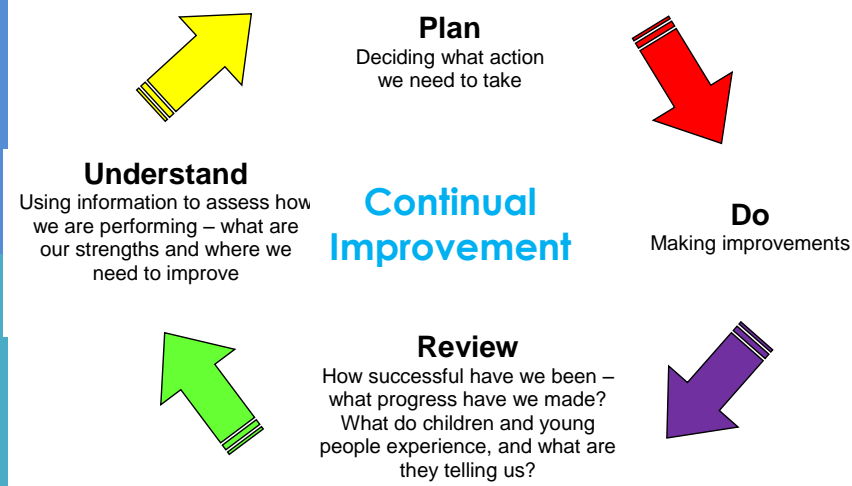 Plan
Deciding what action
we need to take
Understand
Using information to assess how
we are performing – what are
our strengths and where we
need to improve
Continual
Improvement
Do
Making improvements
Review
How successful have we been –
what progress have we made?
What do children and young
people experience, and what are
they telling us?